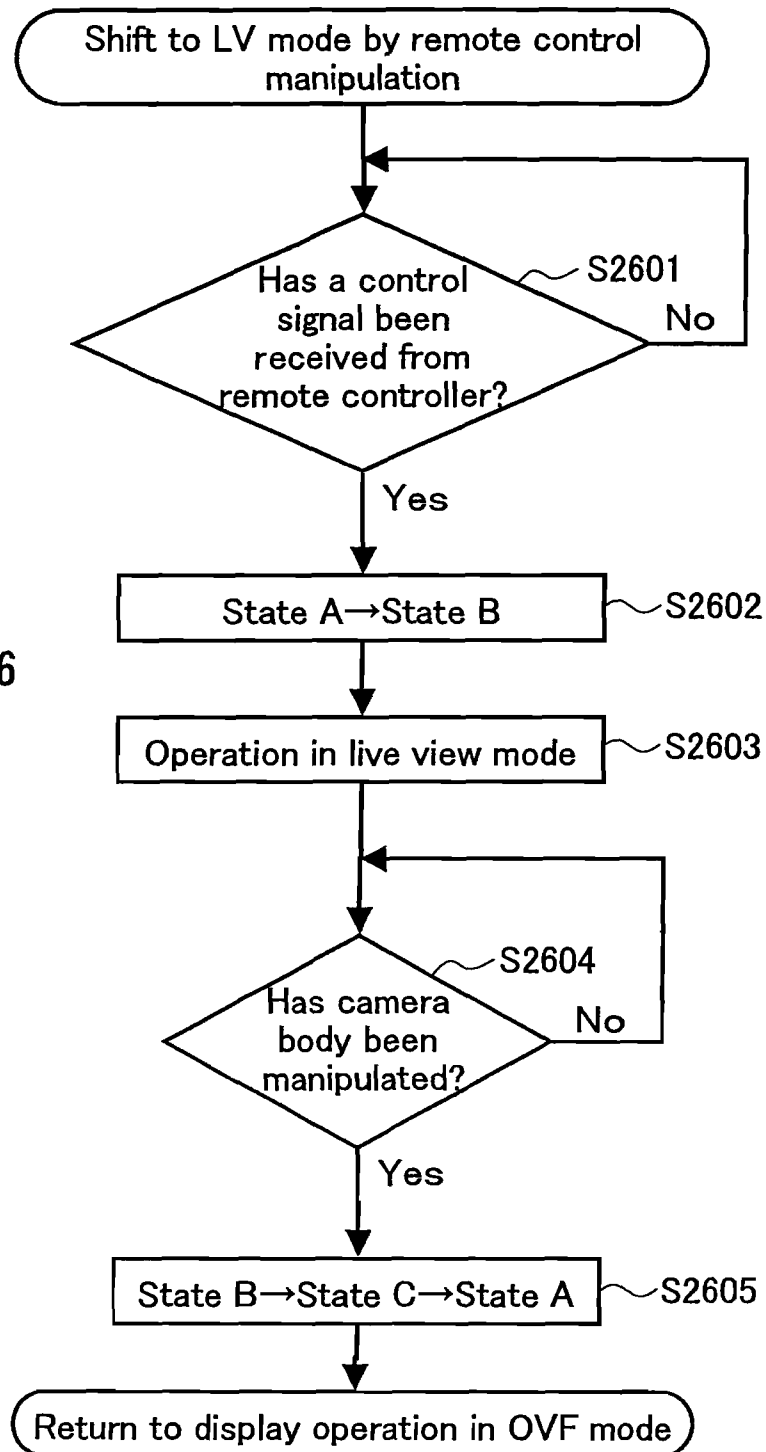 Shift to LV mode by remote control
manipulation
Has a control
signal been
received from
remote controller?
S2601
No
Yes
State A→State B
S2602
6
Operation in live view mode
S2603
Has camera
body been
manipulated?
S2604
No
Yes
State B→State C→State A
S2605
Return to display operation in OVF mode